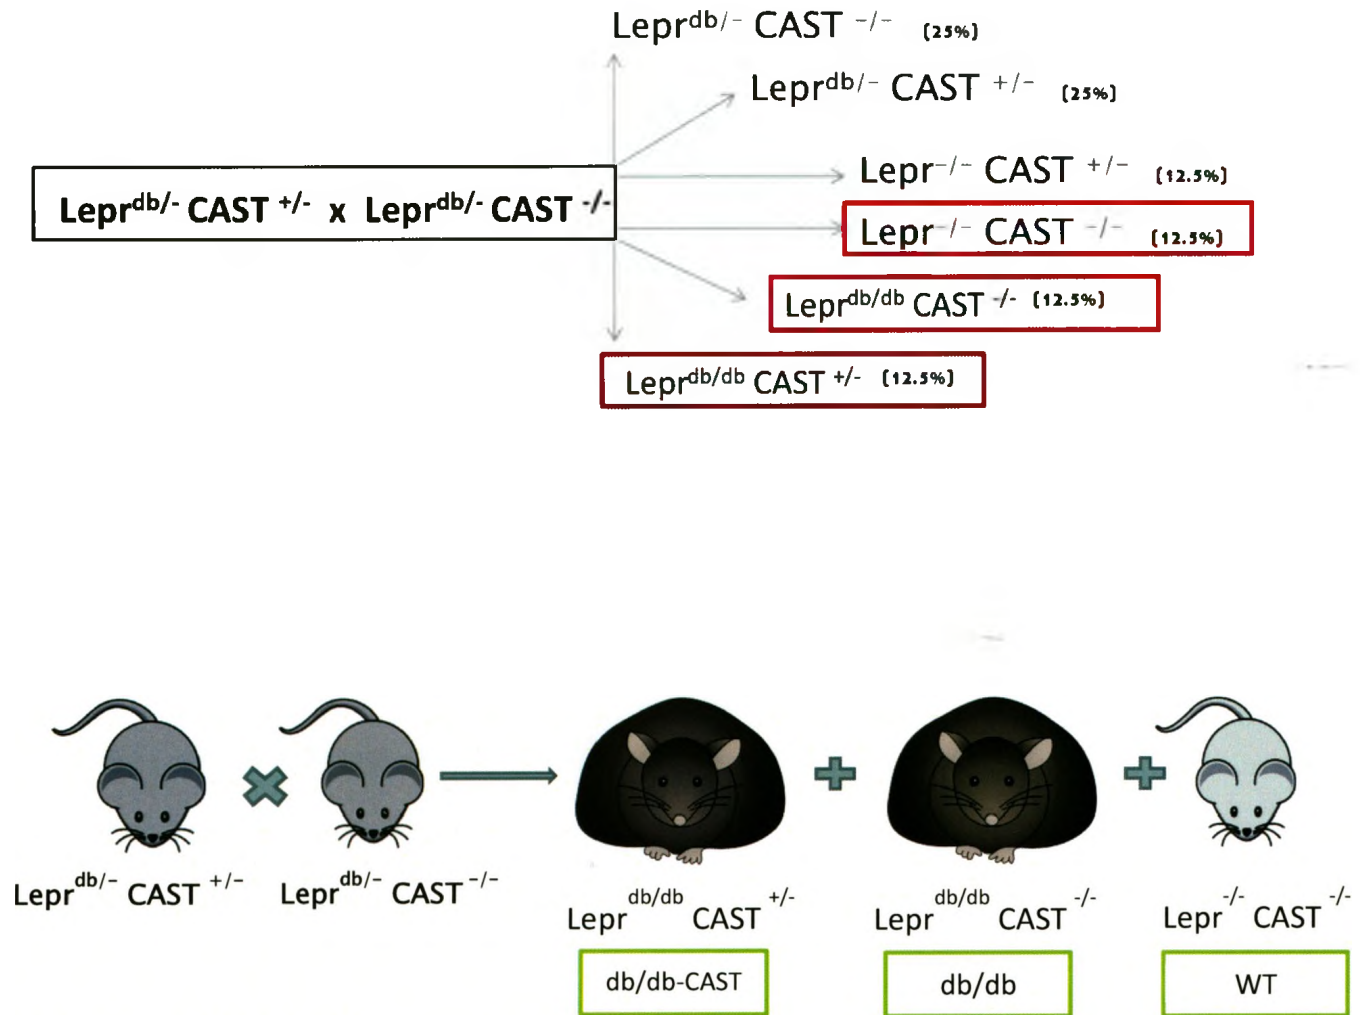 Lepr^db/- CAST ^-/- [25%]
Lepr^db/- CAST ^+/- [25%]
Lepr^-/- CAST ^+/- [12.5%]
Lepr^db/- CAST ^+/- x Lepr^db/- CAST ^-/-
Lepr^-/- CAST ^-/- [12.5%]
Lepr^db/db CAST ^-/- [12.5%]
Lepr^db/db CAST ^+/- [12.5%]
Lepr^db/- CAST ^+/-
Lepr^db/- CAST ^-/-
Lepr^db/db CAST ^+/-
Lepr^db/db CAST ^-/-
Lepr^-/- CAST ^-/-
db/db-CAST
db/db
WT